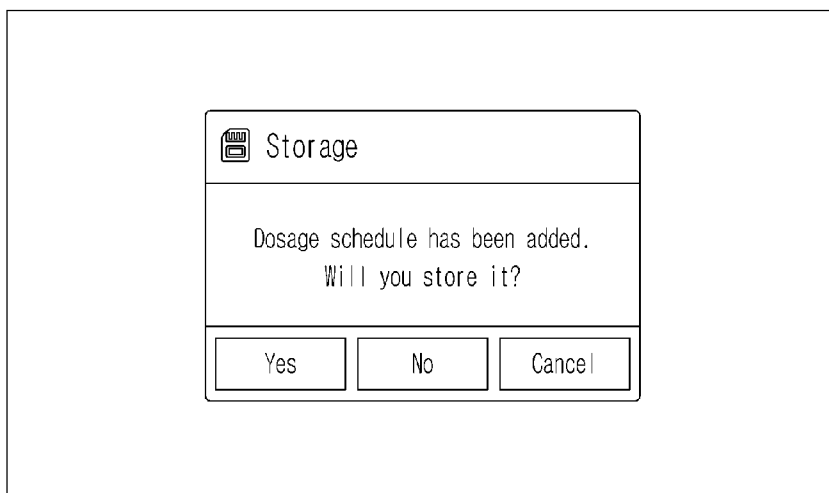 Storage
Dosage schedule has been added.
Will you store it?
Yes No Cancel